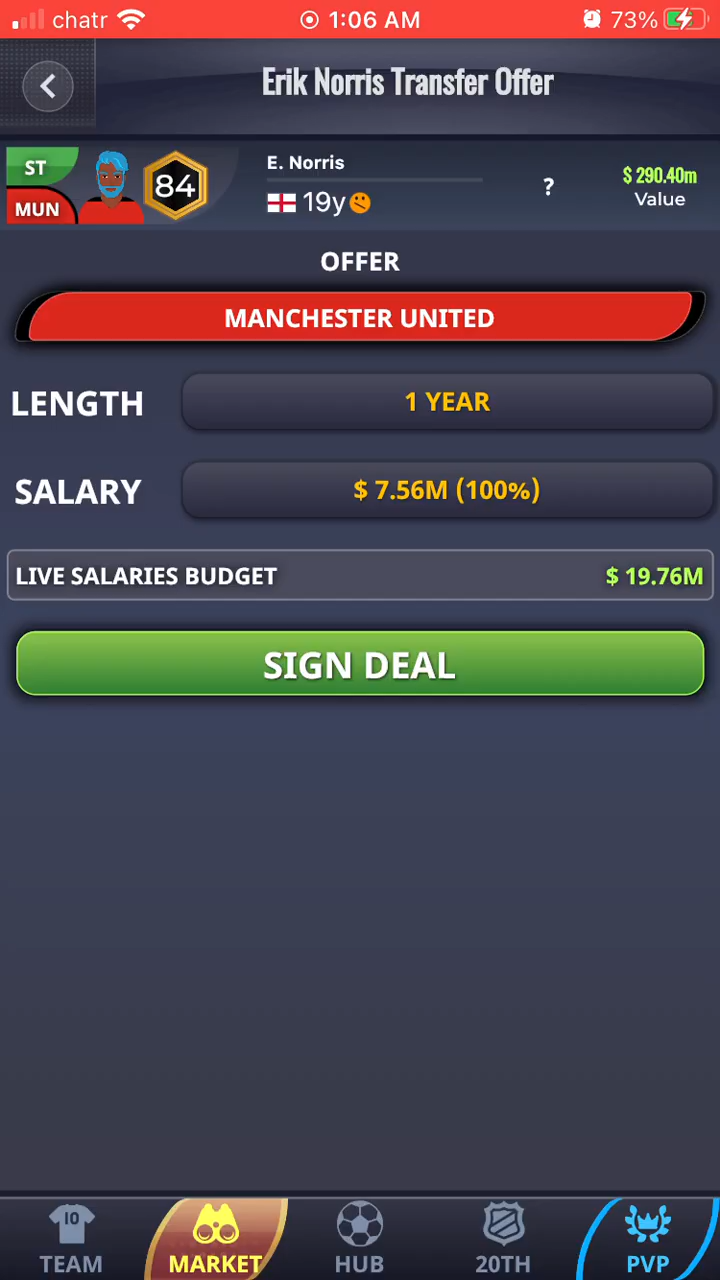 chatr 1:06 AM 73%
Erik Norris Transfer Offer
ST
MUN
84
E. Norris
19y
?
$ 290.40m
Value
OFFER
MANCHESTER UNITED
LENGTH 1 YEAR
SALARY $ 7.56M (100%)
LIVE SALARIES BUDGET $ 19.76M
SIGN DEAL
10
TEAM MARKET HUB 20TH PVP